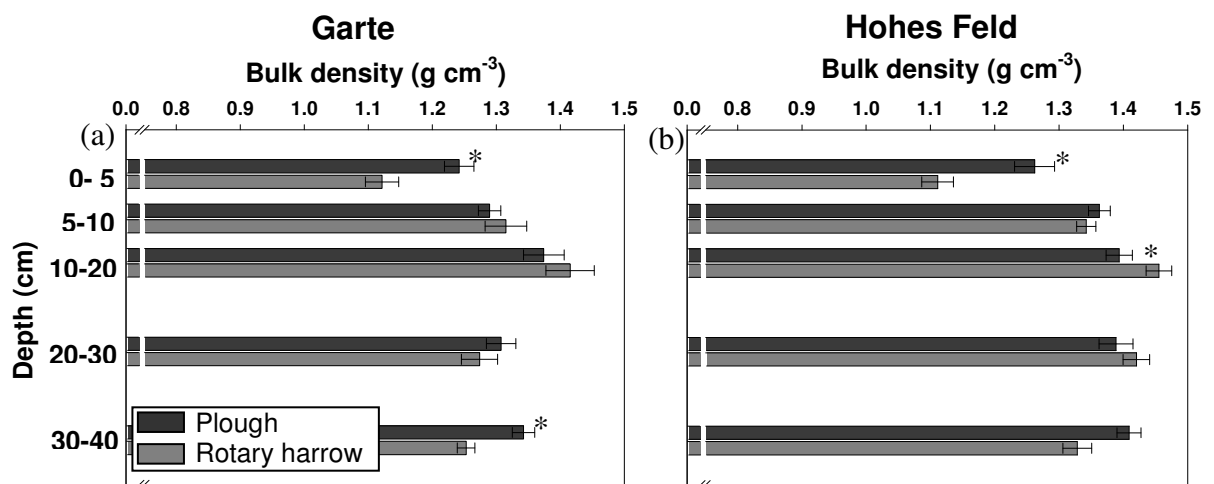 Garte
Hohes Feld
Bulk density (g cm-3)
Bulk density (g cm-3)
0.0 0.8 0.9 1.0 1.1 1.2 1.3 1.4 1.5
0.0 0.8 0.9 1.0 1.1 1.2 1.3 1.4 1.5
(a)
(b)
Depth (cm)
0- 5
*
*
5-10
10-20
*
20-30
30-40
*
Plough
Rotary harrow